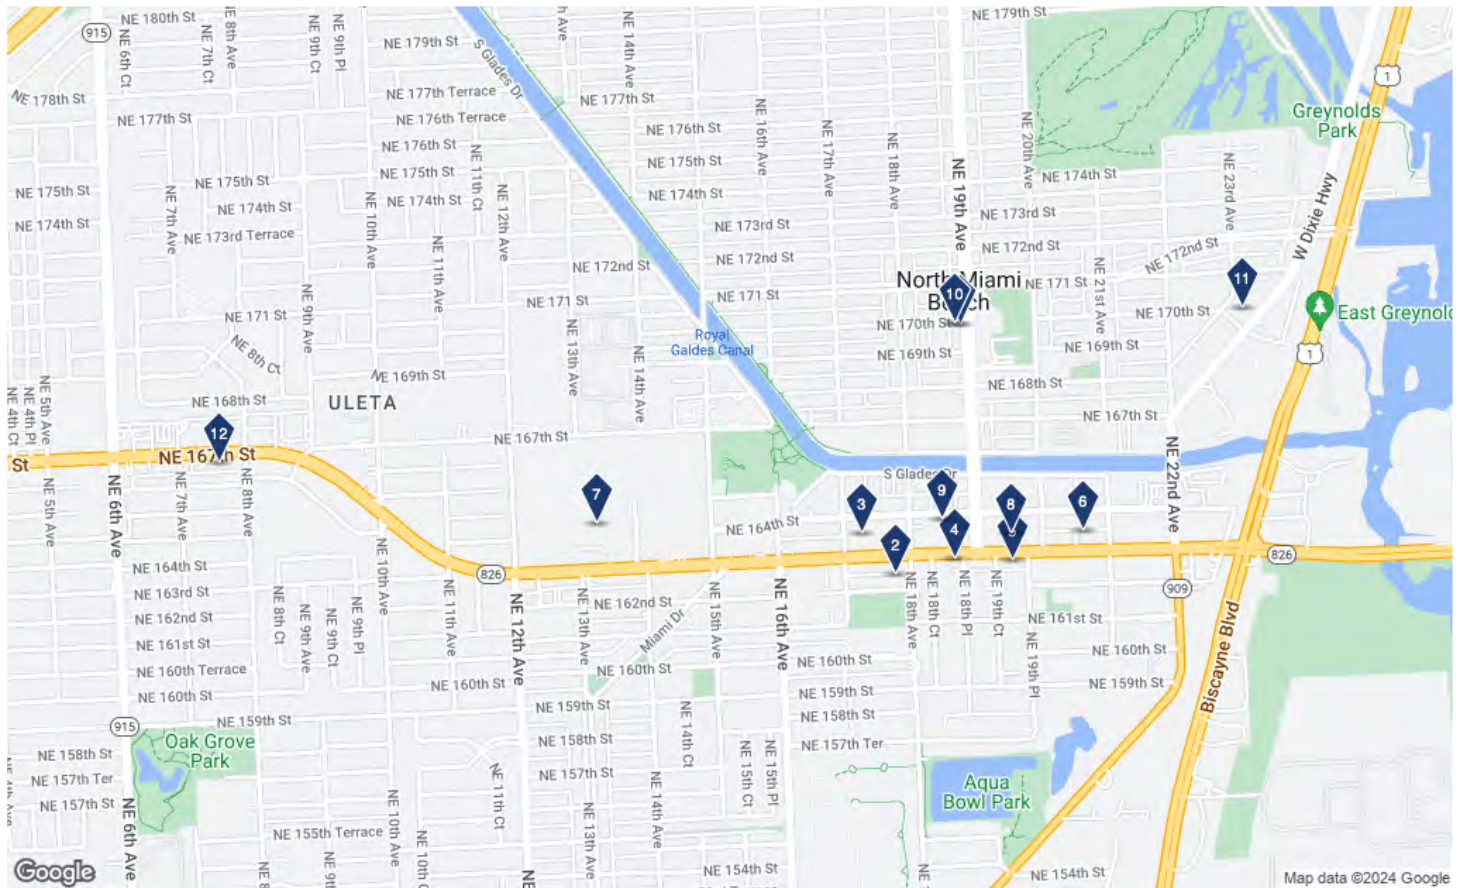 NE 180th St
915
NE 6th Ct
NE 7th Ct
NE 8th Ave
NE 9th Ct
NE 9th Pl
NE 179th St
S Glades Dr
NE 14th Ave
NE 179th St
1
NE 178th St
NE 177th St
NE 177th Terrace
NE 176th Terrace
NE 177th St
NE 176th St
NE 176th St
NE 175th St
NE 174th St
NE 16th Ave
NE 17th Ave
NE 18th Ave
NE 19th Ave
NE 20th Ave
Greynolds
Park
NE 23rd Ave
W Dixie Hwy
NE 175th St
NE 174th St
NE 7th Ave
NE 175th St
NE 174th St
NE 173rd Terrace
NE 175th St
NE 174th St
NE 10th Ave
NE 11th Ct
NE 11th Ave
NE 12th Ave
NE 174th St
NE 173rd St
NE 172nd St
NE 173rd St
NE 172nd St
NE 172nd St
NE 172nd St
NE 171 St
NE 171 St
NE 171 St
NE 171 St
NE 9th Ave
NE 8th Ct
NE 13th Ave
NE 14th Ave
Royal
Galdes Canal
North Miami
Beach
10
NE 170th St
NE 169th St
NE 21st Ave
NE 170th St
NE 169th St
NE 168th St
NE 167th St
11
East Greynold
1
NE 169th St
NE 168th St
ULETA
NE 4th Ct
NE 4th Pl
NE 5th Ave
12
St
NE 167th St
NE 167th St
S Glades Dr
NE 22nd Ave
NE 5th Ave
NE 6th Ave
NE 7th Ave
NE 8th Ave
7
3
9
8
6
4
2
NE 164th St
826
826
909
NE 164th St
NE 163rd St
NE 162nd St
NE 161st St
NE 160th Terrace
NE 160th St
NE 159th St
NE 8th Ct
NE 9th Ave
NE 9th Ct
NE 9th Pl
NE 10th Ave
NE 11th Ave
NE 12th Ave
NE 13th Ave
NE 162nd St
Miami Dr
NE 15th Ave
NE 16th Ave
NE 18th Ave
NE 18th Ct
NE 18th Pl
NE 19th Ct
NE 19th Pl
NE 161st St
NE 160th St
NE 159th St
Biscayne Blvd
NE 160th St
NE 160th St
NE 160th St
NE 159th St
NE 158th St
NE 157th St
NE 14th Ct
NE 15th Ct
NE 15th Pl
NE 159th St
NE 158th St
NE 157th Ter
915
Oak Grove
Park
NE 158th St
NE 157th Ter
NE 157th St
NE 6th Ave
NE 155th Terrace
NE 10th Ave
NE 11th Ct
NE 13th Ave
NE 14th Ave
Aqua
Bowl Park
NE 154th St
NE 154th St
NE
Google
Map data ©2024 Google